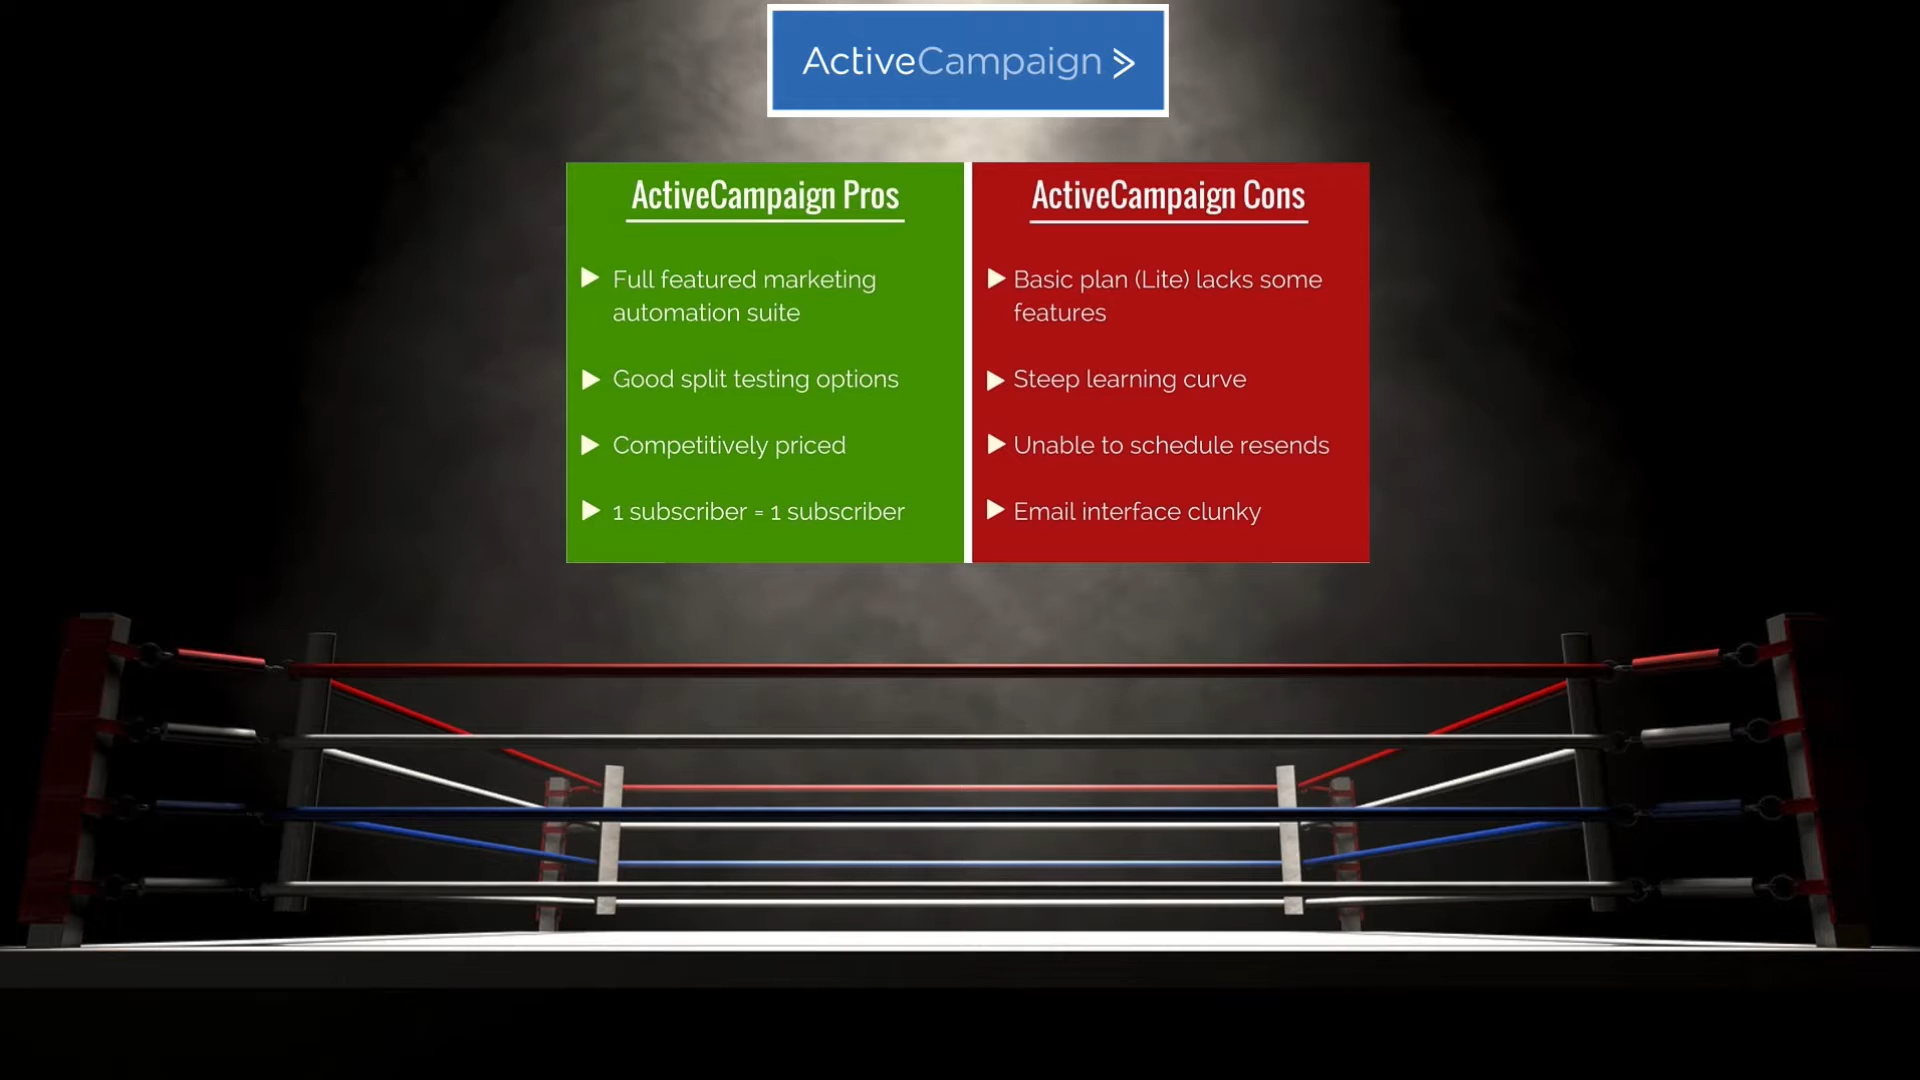 ActiveCampaign
ActiveCampaign Pros
Full featured marketing
automation suite
Good split testing options
Competitively priced
1 subscriber = 1 subscriber
ActiveCampaign Cons
Basic plan (Lite) lacks some
features
Steep learning curve
Unable to schedule resends
Email interface clunky